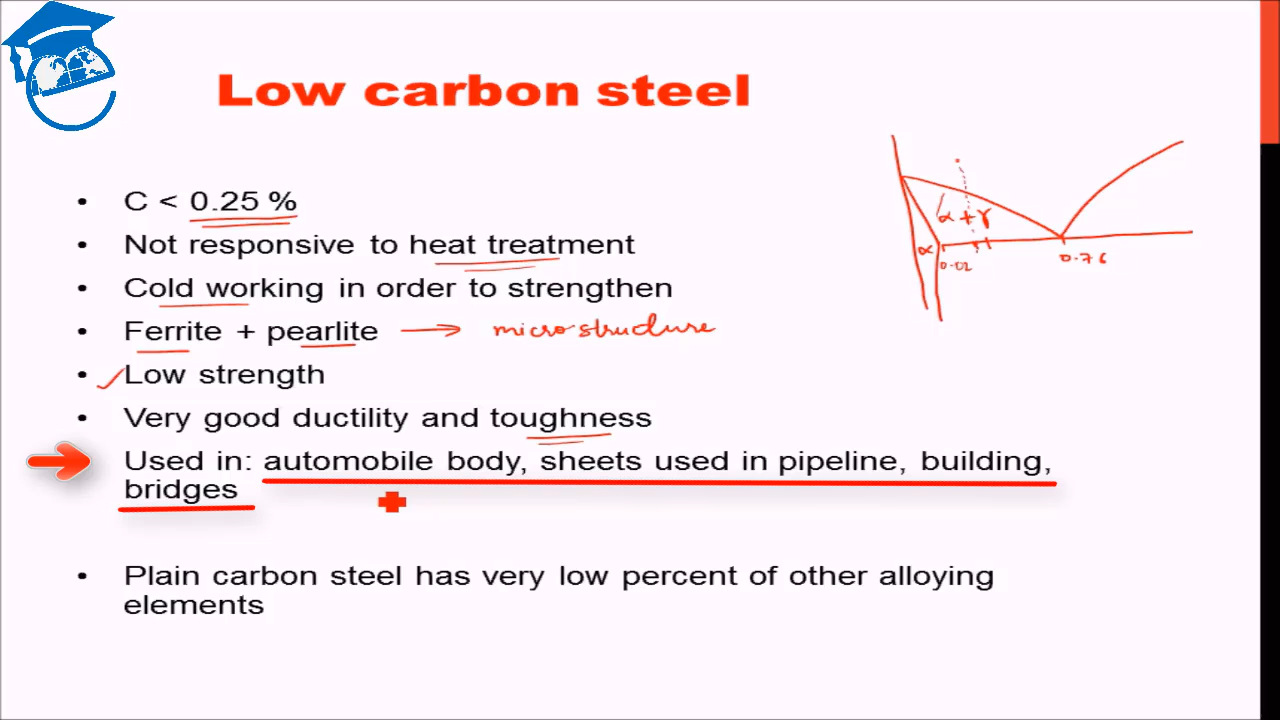 Low carbon steel
• C < 0.25 %
• Not responsive to heat treatment
• Cold working in order to strengthen
• Ferrite + pearlite → microstructure
• Low strength
• Very good ductility and toughness
Used in: automobile body, sheets used in pipeline, building,
bridges
• Plain carbon steel has very low percent of other alloying
elements
α + γ
α
0.02
0.76